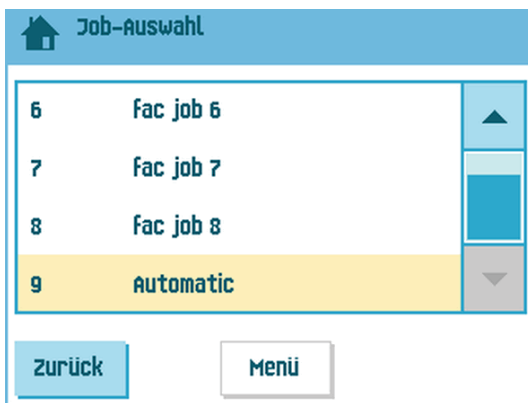 Job-Auswahl
6 Fac job 6
7 Fac job 7
8 Fac job 8
9 Automatic
Zurück Menü